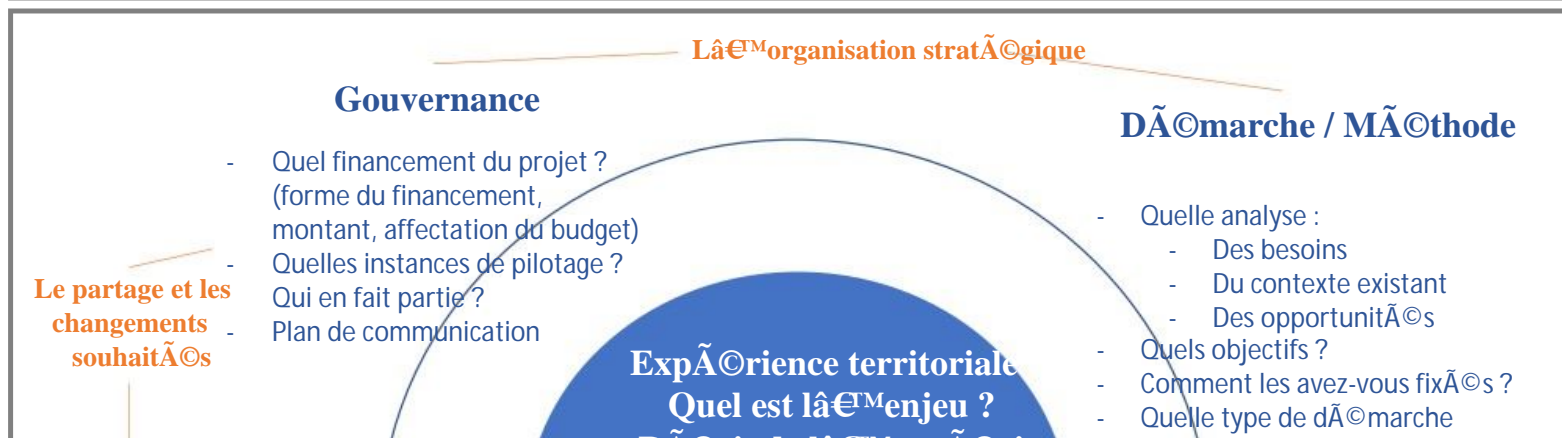 Lâ€™organisation stratÃ©gique
Gouvernance
- Quel financement du projet ?
(forme du financement,
montant, affectation du budget)
- Quelles instances de pilotage ?
Qui en fait partie ?
- Plan de communication
DÃ©marche / MÃ©thode
- Quelle analyse :
- Des besoins
- Du contexte existant
- Des opportunitÃ©s
- Quels objectifs ?
- Comment les avez-vous fixÃ©s ?
- Quelle type de dÃ©marche
Le partage et les
changements
souhaitÃ©s
ExpÃ©rience territoriale
Quel est lâ€™enjeu ?